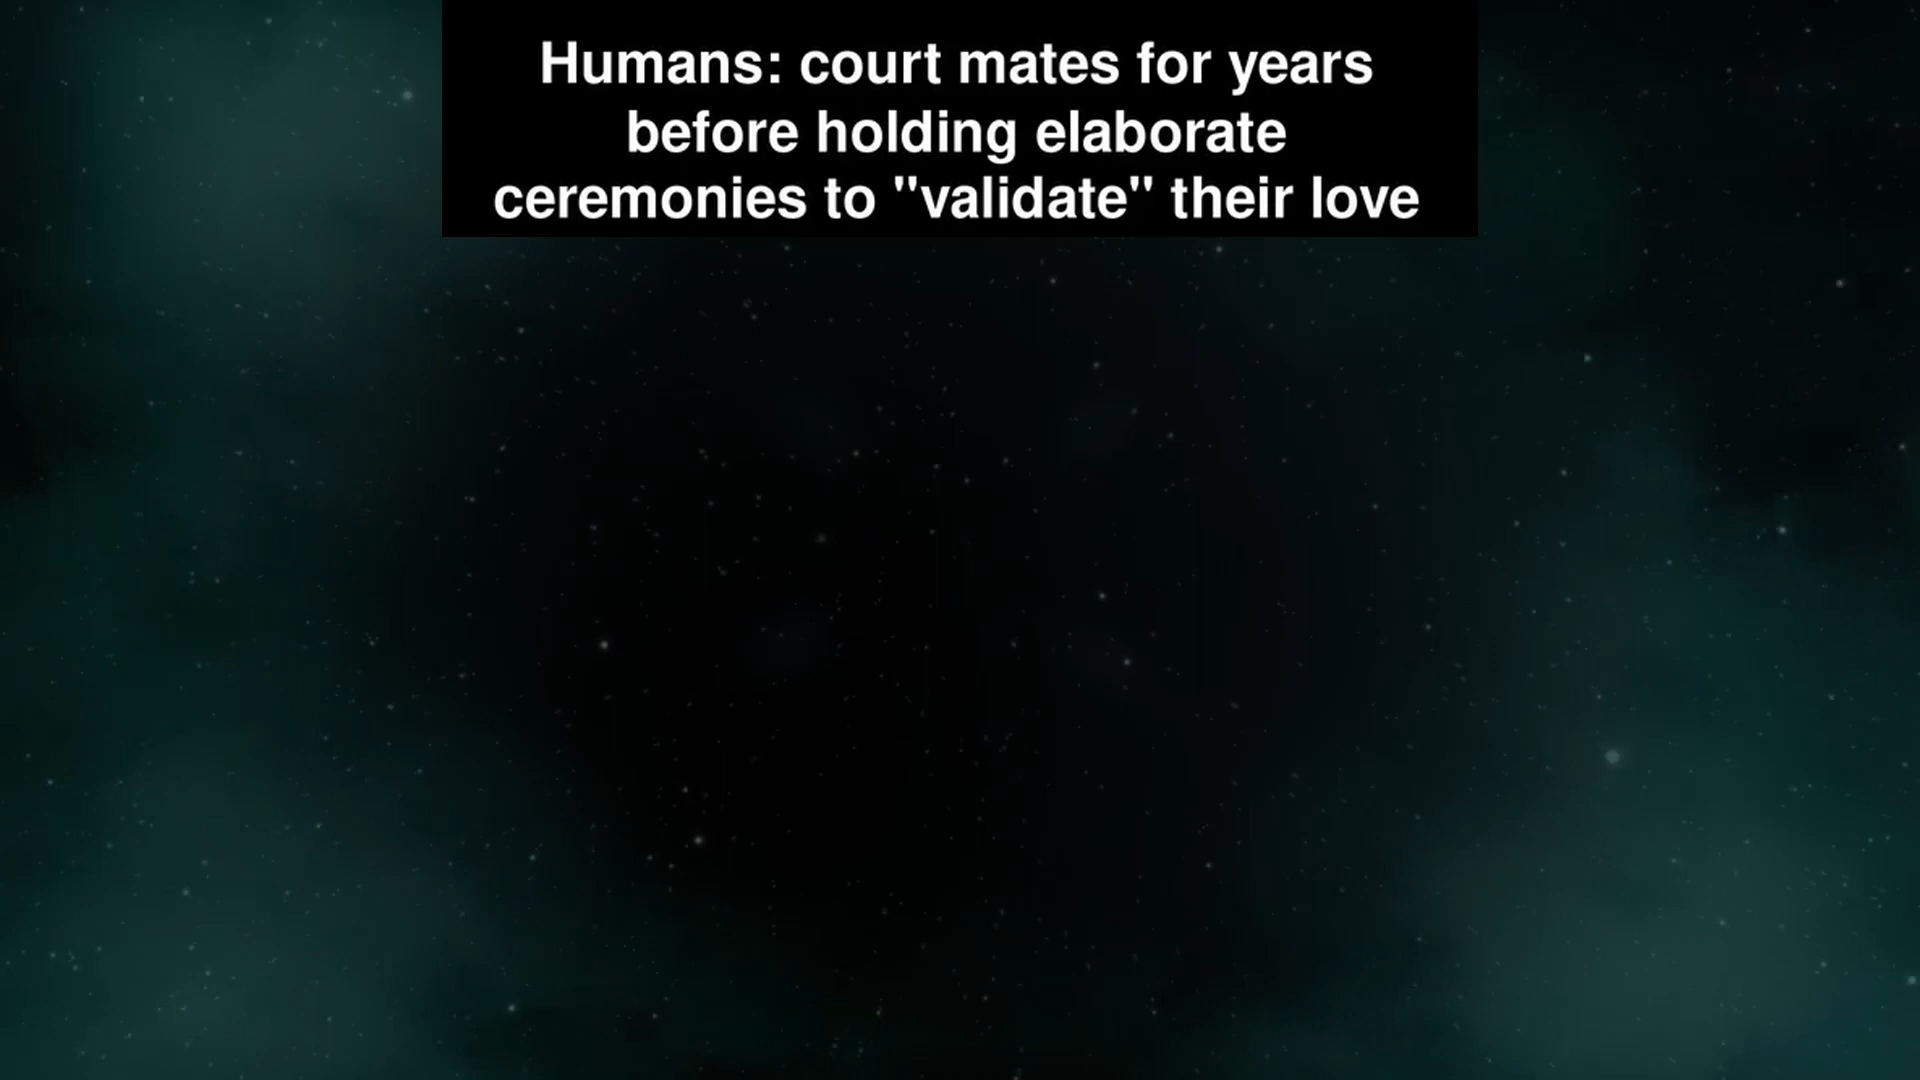 Humans: court mates for years
before holding elaborate
ceremonies to "validate" their love